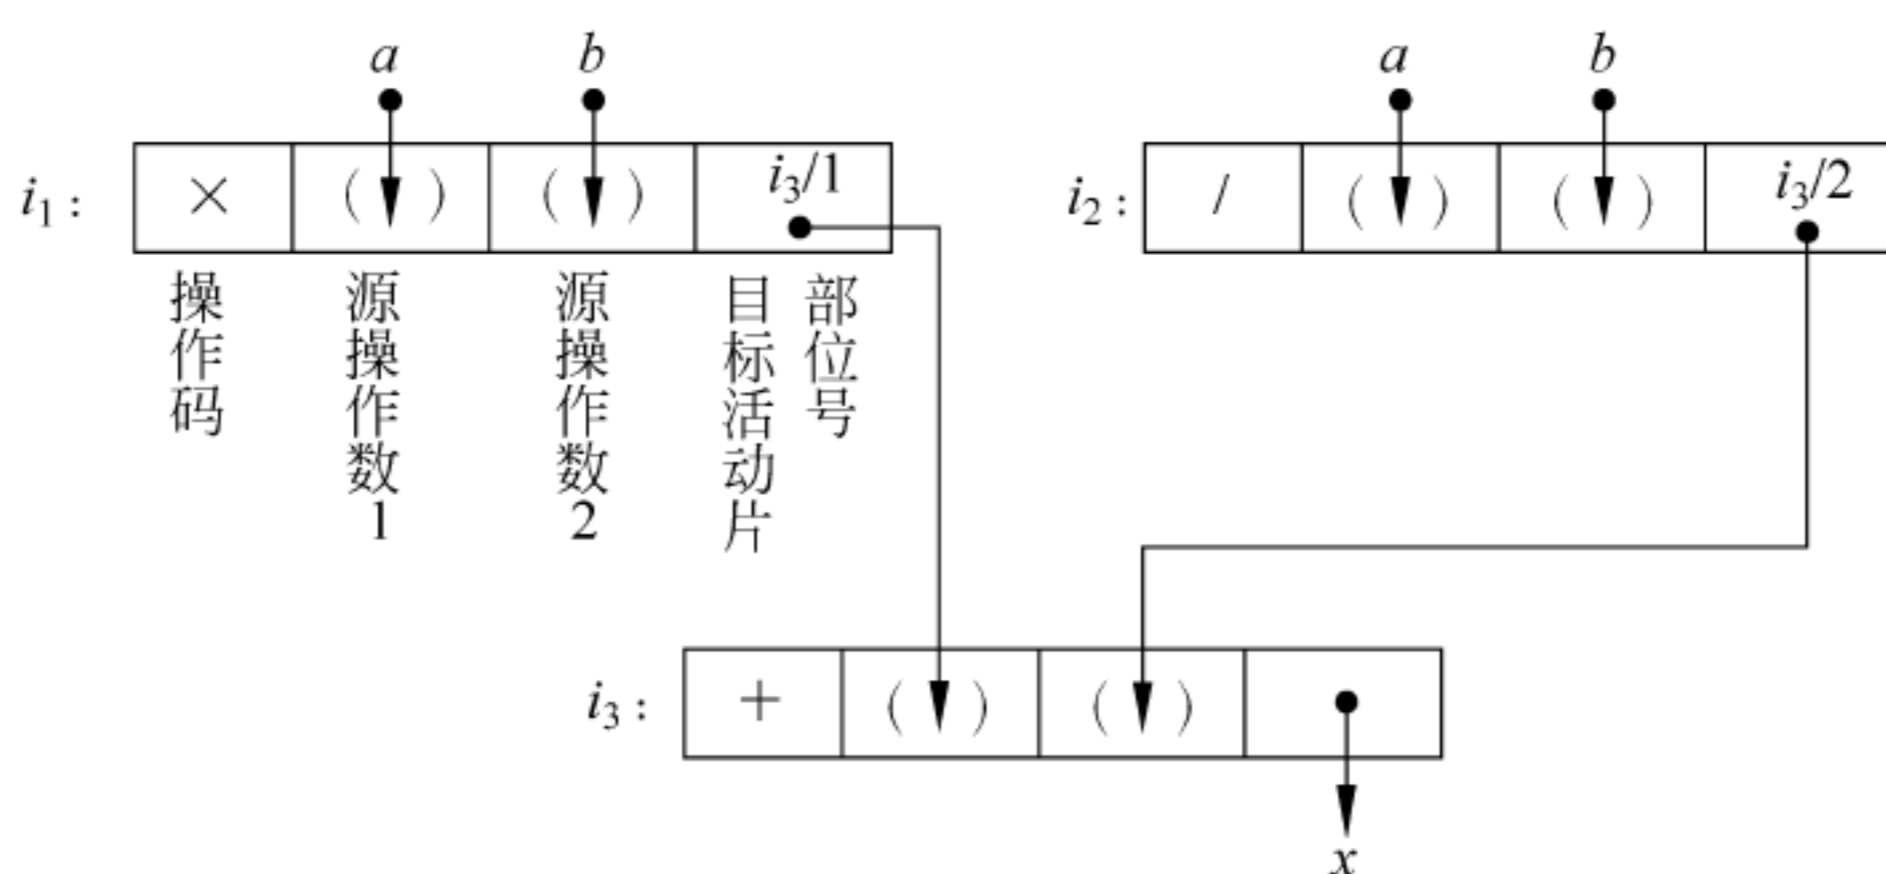 a b
a b
i₁: × ( ) ( ) i₃/1
i₂: / ( ) ( ) i₃/2
操作码
源操作数1
源操作数2
目标活动片
部位号
i₃: + ( ) ( )
x